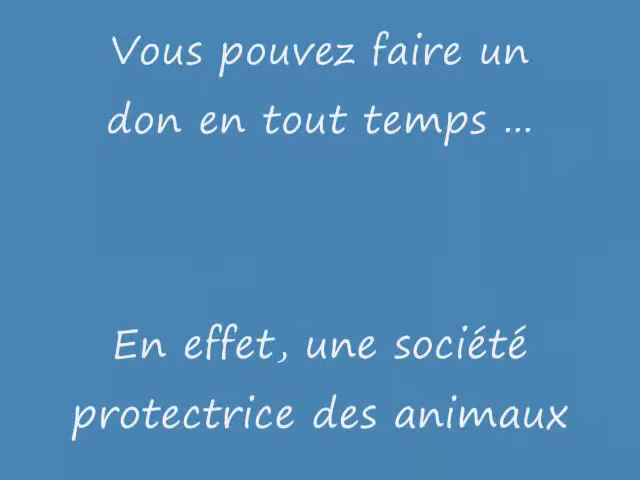 Vous pouvez faire un
don en tout temps ...
En effet, une société
protectrice des animaux